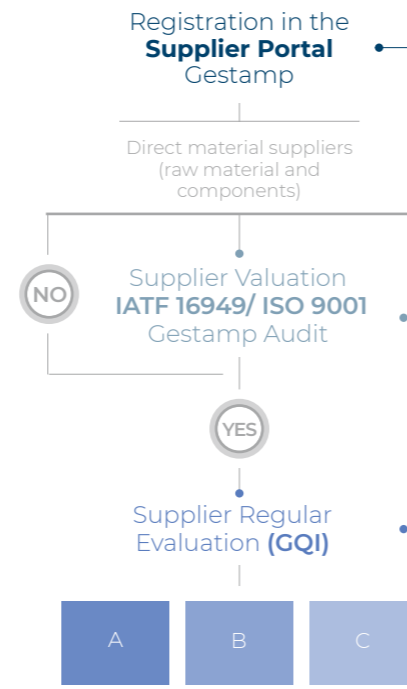 Registration in the
Supplier Portal
Gestamp
Direct material suppliers
(raw material and
components)
NO
Supplier Valuation
IATF 16949/ ISO 9001
Gestamp Audit
YES
Supplier Regular
Evaluation (GQI)
A B C